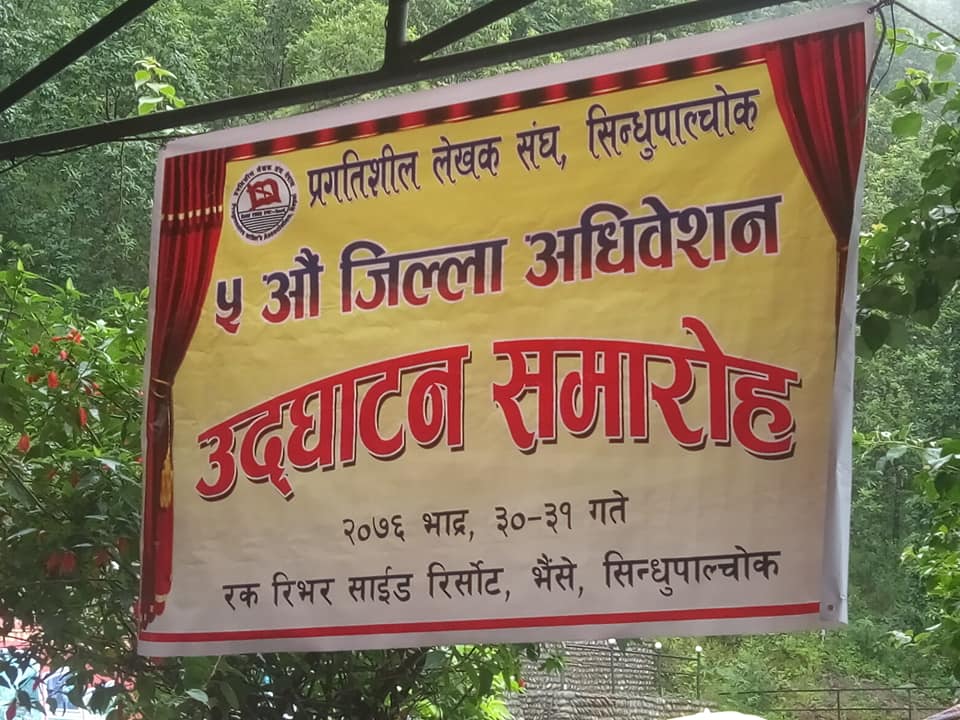 प्रगतिशील लेखक संघ, सिन्धुपाल्चोक
५ औं जिल्ला अधिवेशन
उद्‌घाटन समारोह
२०७६ भाद्र, ३०-३१ गते
रक रिभर साईड रिर्सोट, भैंसे, सिन्धुपाल्चोक